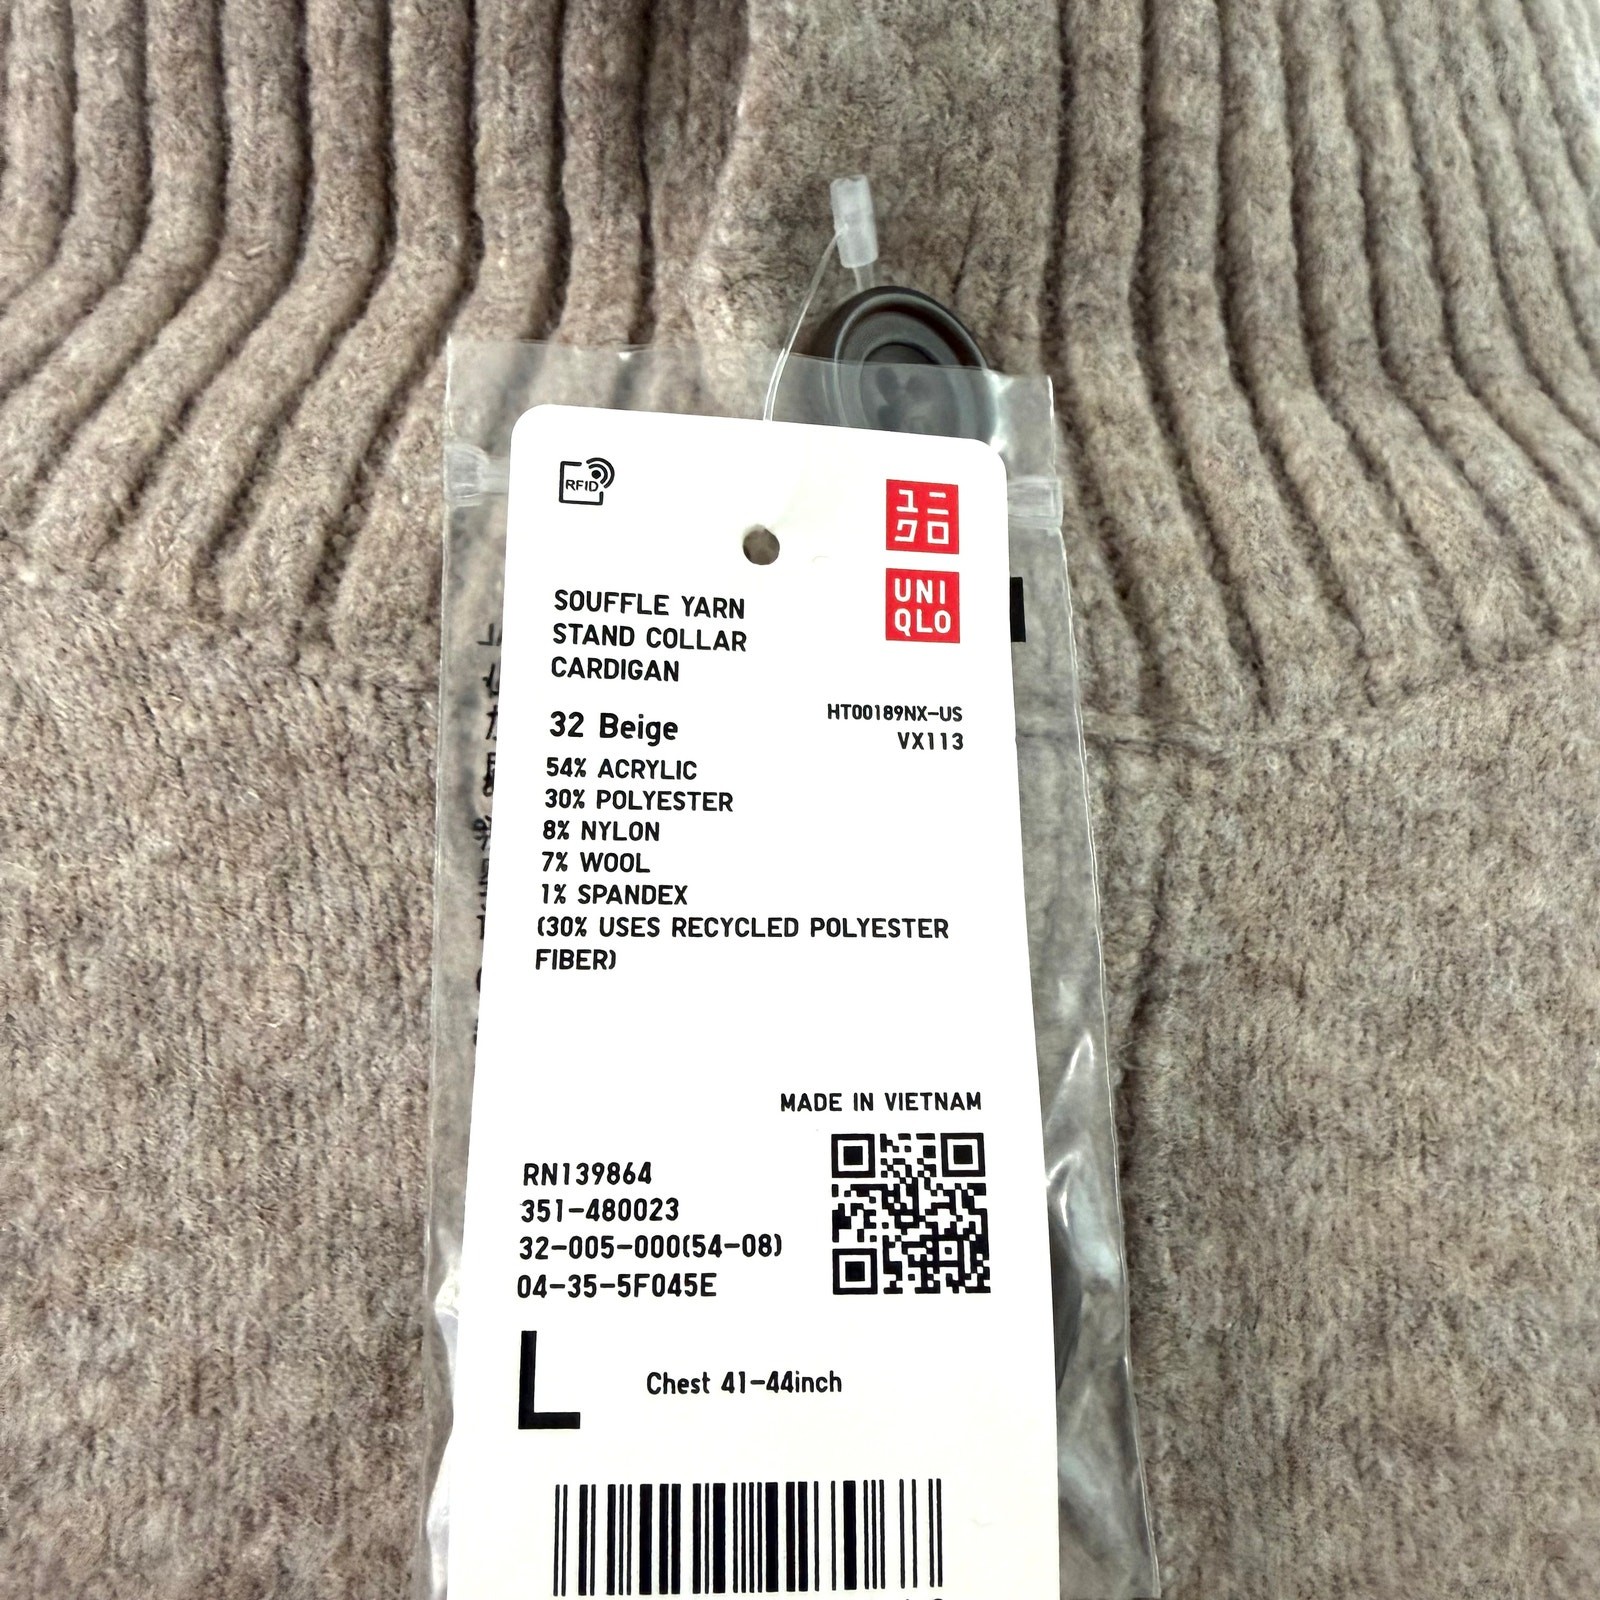 RFID
ユニ
クロ
UNI
QLO
SOUFFLE YARN
STAND COLLAR
CARDIGAN
HT00189NX-US
VX113
32 Beige
54% ACRYLIC
30% POLYESTER
8% NYLON
7% WOOL
1% SPANDEX
(30% USES RECYCLED POLYESTER
FIBER)
MADE IN VIETNAM
RN139864
351-480023
32-005-000(54-08)
04-35-5F045E
L
Chest 41-44inch